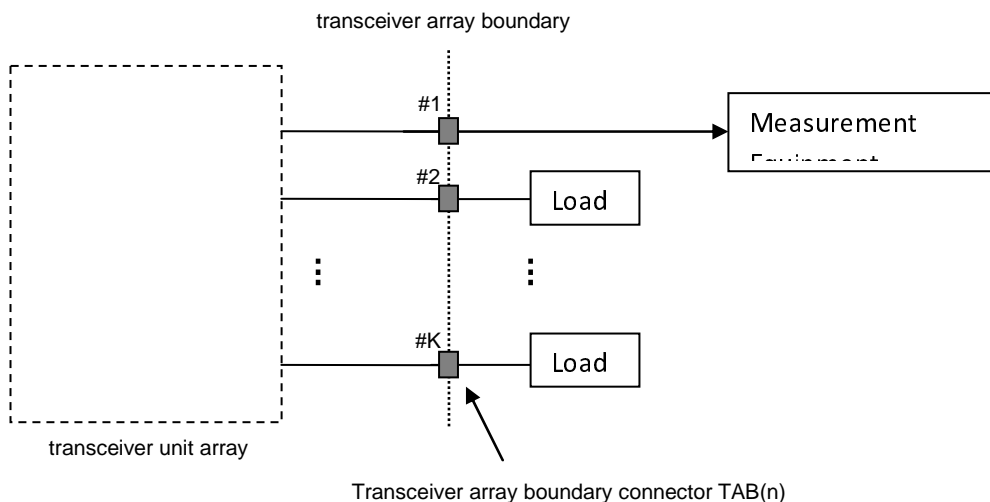 transceiver array boundary
#1
Measurement
#2
Load
#K
Load
transceiver unit array
Transceiver array boundary connector TAB(n)